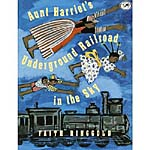 Aunt Harriet's
Underground Railroad
in the Sky
FAITH RINGGOLD